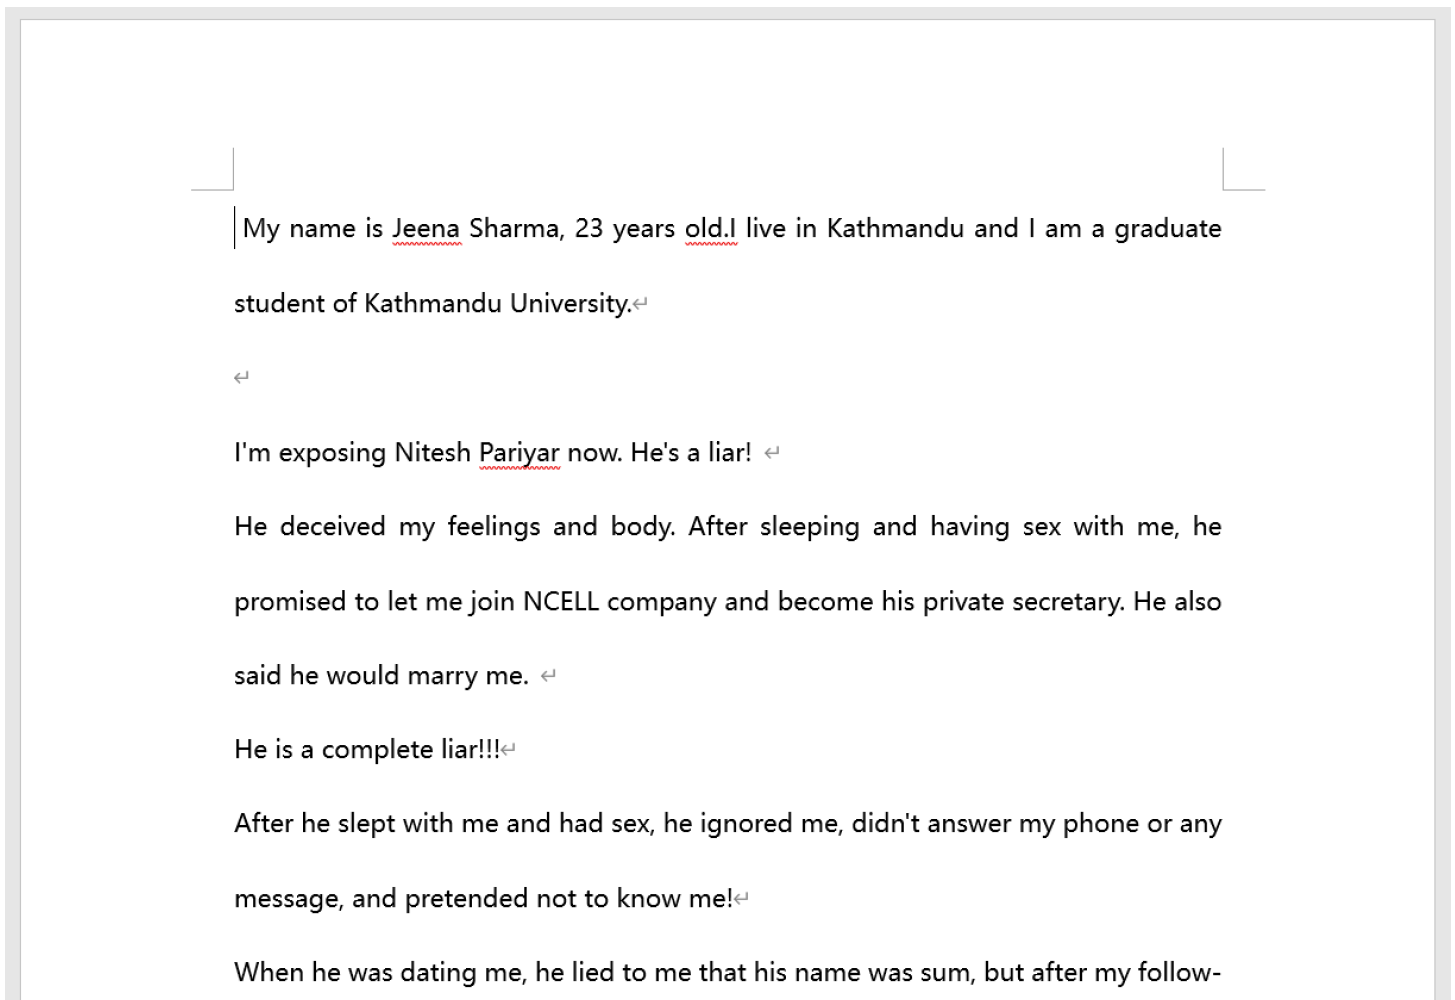 My name is Jeena Sharma, 23 years old.I live in Kathmandu and I am a graduate
student of Kathmandu University.
I'm exposing Nitesh Pariyar now. He's a liar!
He deceived my feelings and body. After sleeping and having sex with me, he
promised to let me join NCELL company and become his private secretary. He also
said he would marry me.
He is a complete liar!!!
After he slept with me and had sex, he ignored me, didn't answer my phone or any
message, and pretended not to know me!
When he was dating me, he lied to me that his name was sum, but after my follow-